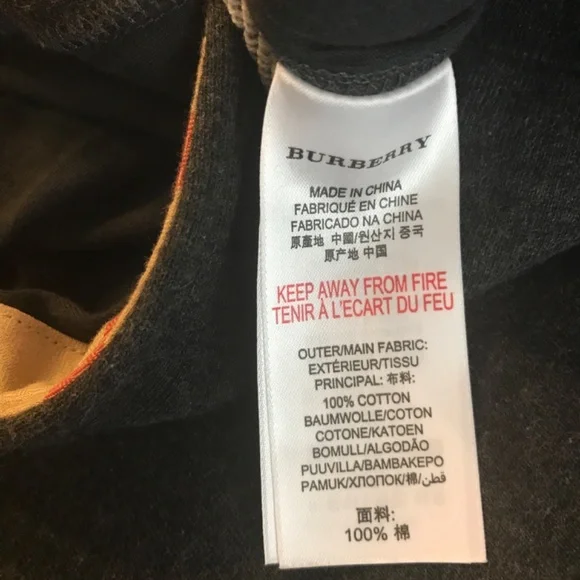 BURBERRY
MADE IN CHINA
FABRIQUÉ EN CHINE
FABRICADO NA CHINA
原產地 中國/원산지 중국
原产地 中国
KEEP AWAY FROM FIRE
TENIR À L'ECART DU FEU
OUTER/MAIN FABRIC:
EXTÉRIEUR/TISSU
PRINCIPAL: 布料:
100% COTTON
BAUMWOLLE/COTON
COTONE/KATOEN
BOMULL/ALGODÃO
PUUVILLA/BAMBAKEPO
PAMUK/ХЛОПОК/棉/قطن
面料:
100% 棉